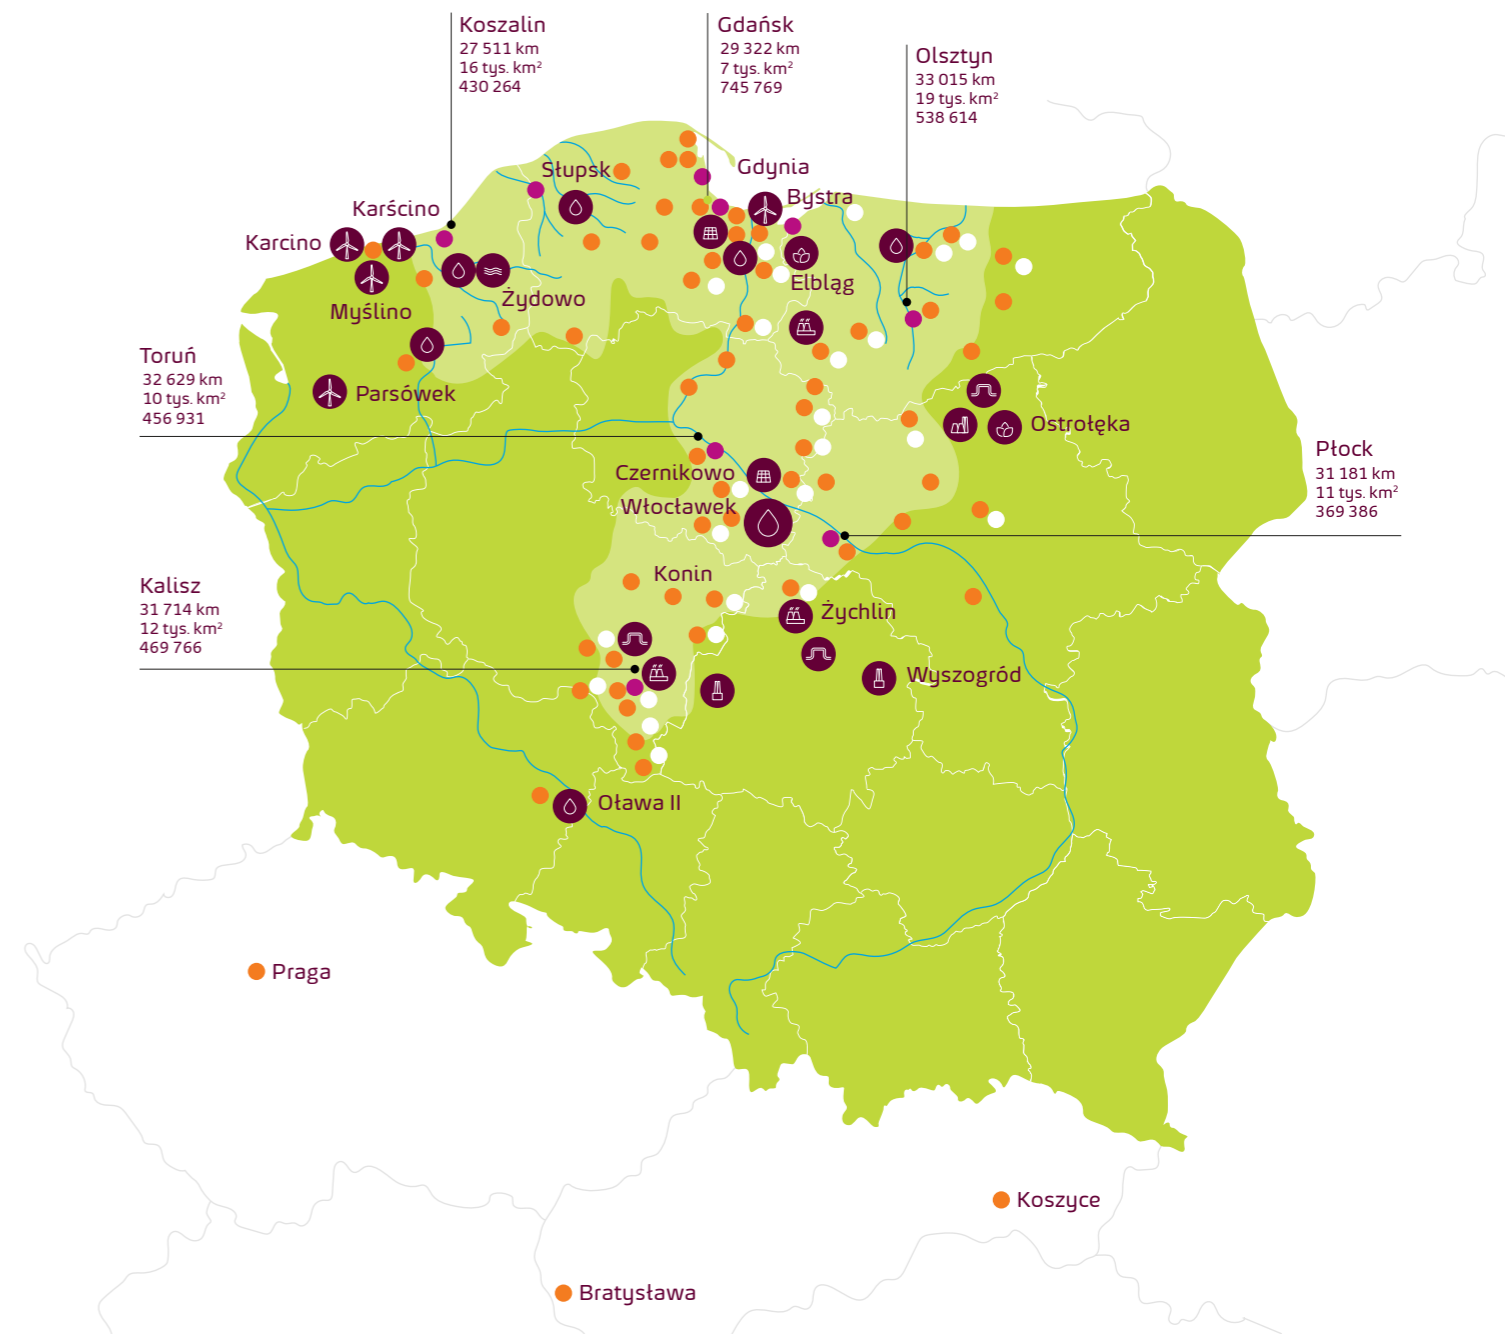 Koszalin
27 511 km
16 tys. km²
430 264
Gdańsk
29 322 km
7 tys. km²
745 769
Olsztyn
33 015 km
19 tys. km²
538 614
Słupsk
Gdynia
Bystra
Karścino
Karcino
Elbląg
Żydowo
Myślino
Toruń
32 629 km
10 tys. km²
456 931
Parsówek
Ostrołęka
Płock
31 181 km
11 tys. km²
369 386
Czernikowo
Włocławek
Konin
Kalisz
31 714 km
12 tys. km²
469 766
Żychlin
Wyszogród
Oława II
Praga
Koszyce
Bratysława